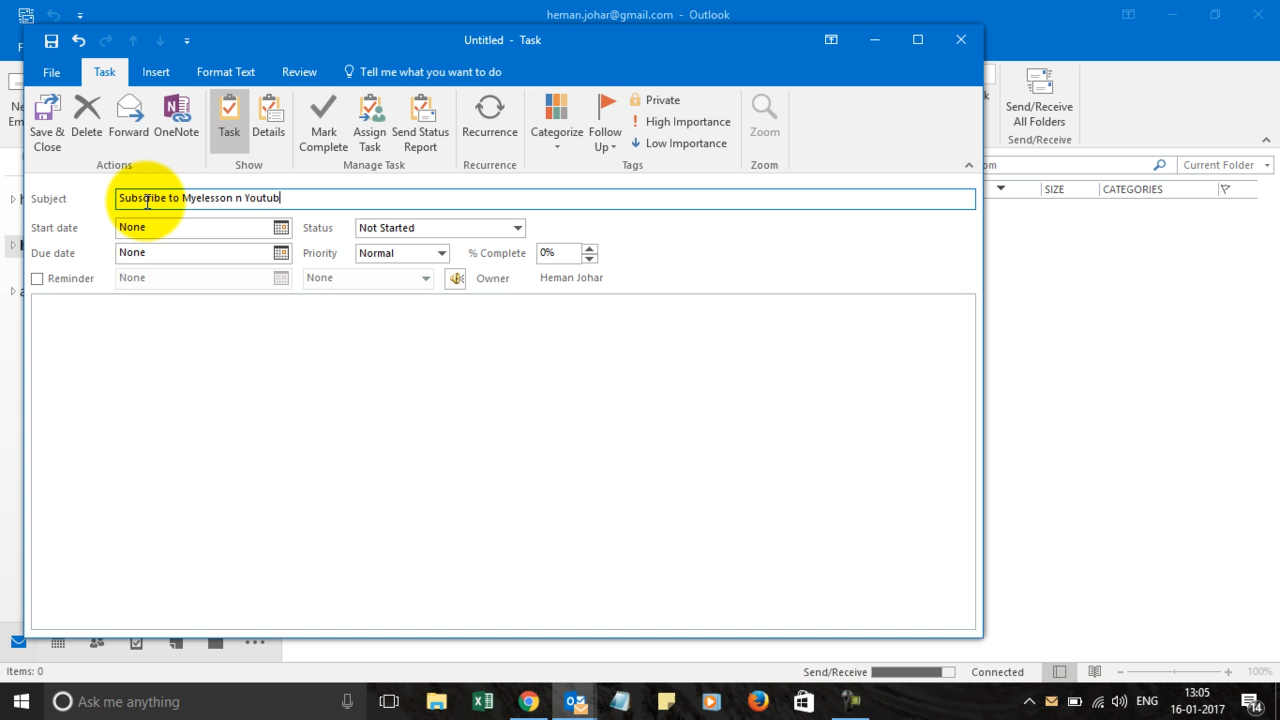 heman.johar@gmail.com - Outlook
Untitled - Task
File Task Insert Format Text Review Tell me what you want to do
Save & Close Delete Forward OneNote Task Details Mark Complete Assign Task Send Status Report Recurrence Categorize Follow Up Private High Importance Low Importance Zoom Send/Receive All Folders
Actions Show Manage Task Recurrence Tags Zoom Send/Receive
Current Folder
Subject Subscribe to Myelesson n Youtub
SIZE CATEGORIES
Start date None Status Not Started
Due date None Priority Normal % Complete 0%
Reminder None None Owner Heman Johar
Items: 0 Send/Receive Connected 100%
Ask me anything ENG 13:05
16-01-2017 14